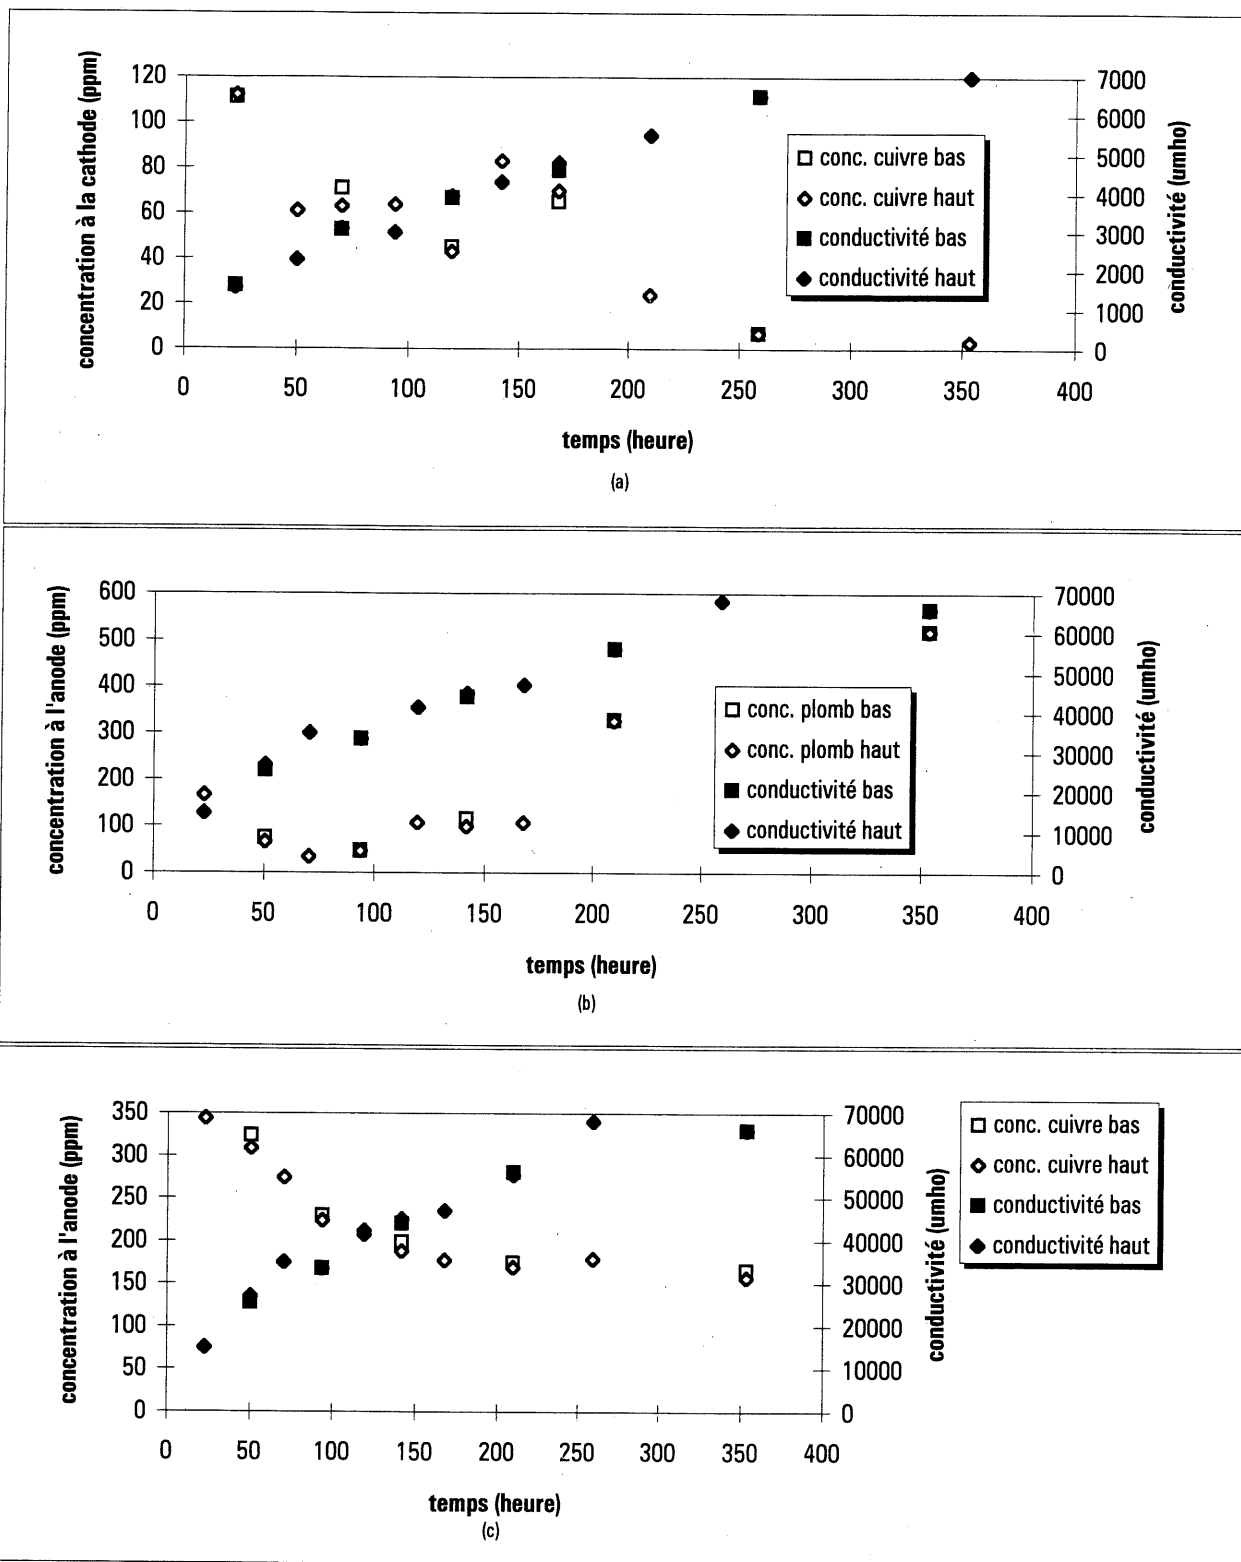 concentration à la cathode (ppm)
120
100
80
60
40
20
0
7000
6000
5000
4000
3000
2000
1000
0
conductivité (umho)
conc. cuivre bas
conc. cuivre haut
conductivité bas
conductivité haut
0 50 100 150 200 250 300 350 400
temps (heure)
(a)
concentration à l'anode (ppm)
600
500
400
300
200
100
0
70000
60000
50000
40000
30000
20000
10000
0
conductivité (umho)
conc. plomb bas
conc. plomb haut
conductivité bas
conductivité haut
0 50 100 150 200 250 300 350 400
temps (heure)
(b)
concentration à l'anode (ppm)
350
300
250
200
150
100
50
0
70000
60000
50000
40000
30000
20000
10000
0
conductivité (umho)
conc. cuivre bas
conc. cuivre haut
conductivité bas
conductivité haut
0 50 100 150 200 250 300 350 400
temps (heure)
(c)